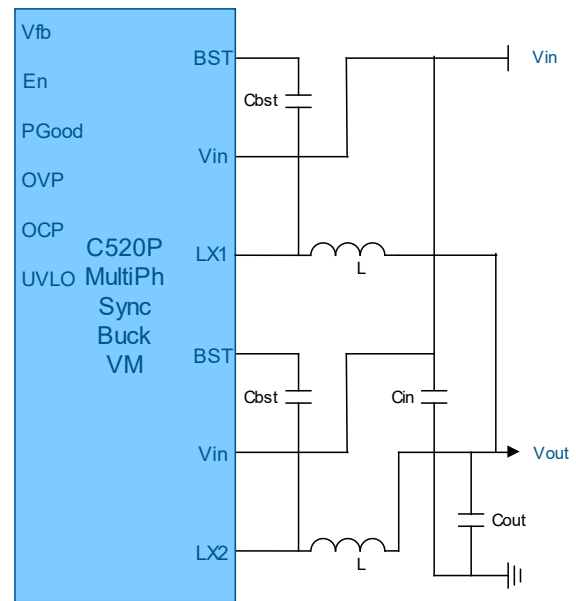 Vfb
En
PGood
OVP
OCP
UVLO
C520P
MultiPh
Sync
Buck
VM
BST
Cbst
Vin
Vin
LX1
L
BST
Cbst
Cin
Vin
Vout
Cout
LX2
L